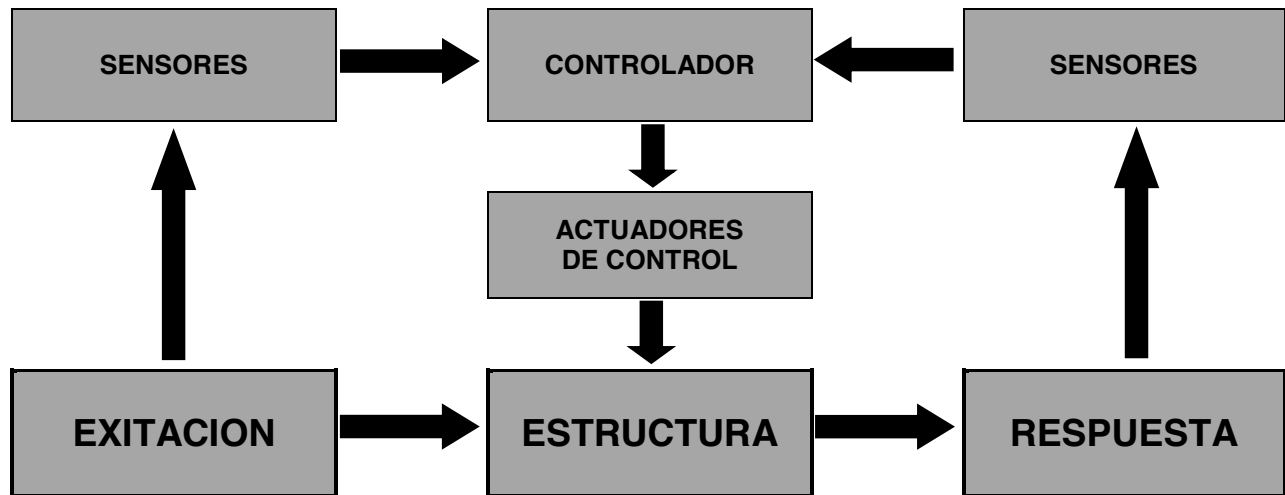 SENSORES
CONTROLADOR
SENSORES
ACTUADORES
DE CONTROL
EXITACION
ESTRUCTURA
RESPUESTA